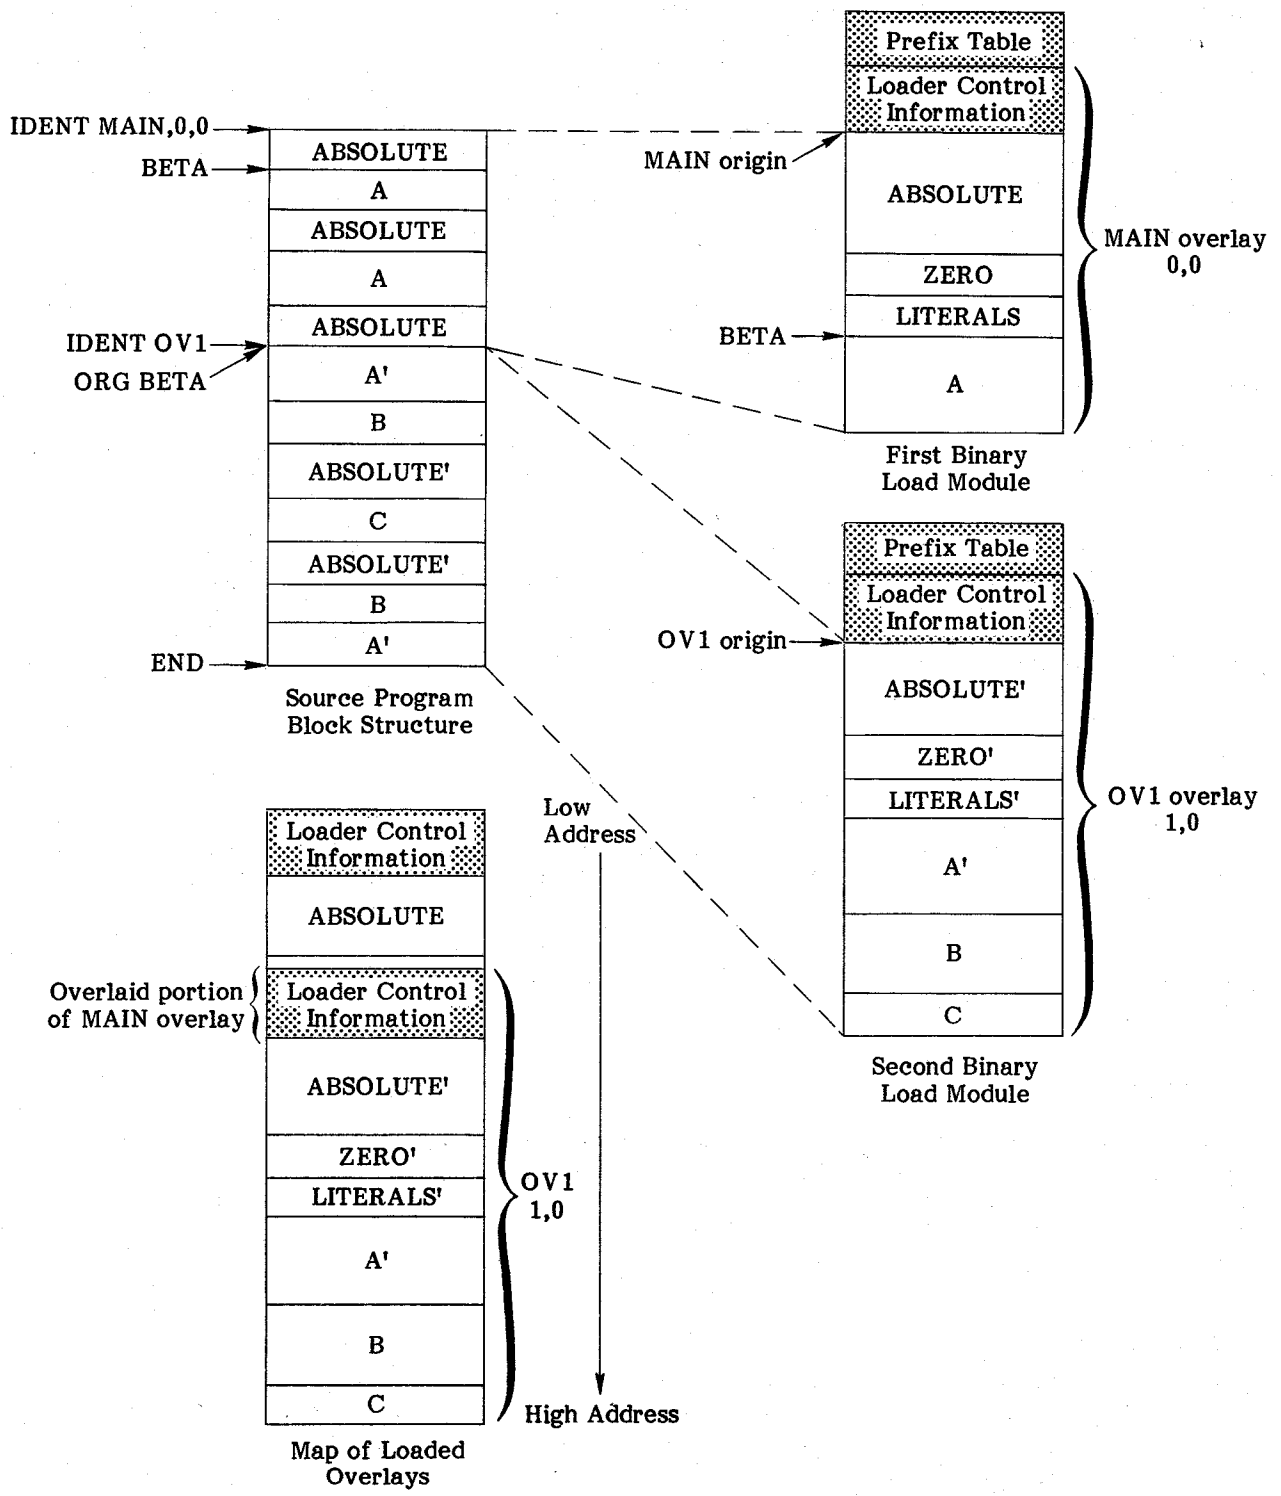 IDENT MAIN,0,0
BETA
IDENT OV1
ORG BETA
END
ABSOLUTE
A
ABSOLUTE
A
ABSOLUTE
A'
B
ABSOLUTE'
C
ABSOLUTE'
B
A'
Source Program
Block Structure
Prefix Table
Loader Control
Information
MAIN origin
ABSOLUTE
ZERO
LITERALS
BETA
A
MAIN overlay
0,0
First Binary
Load Module
Prefix Table
Loader Control
Information
OV1 origin
ABSOLUTE'
ZERO'
LITERALS'
A'
B
C
OV1 overlay
1,0
Second Binary
Load Module
Loader Control
Information
ABSOLUTE
Overlaid portion
of MAIN overlay
Loader Control
Information
ABSOLUTE'
ZERO'
LITERALS'
A'
B
C
OV1
1,0
Low
Address
High Address
Map of Loaded
Overlays